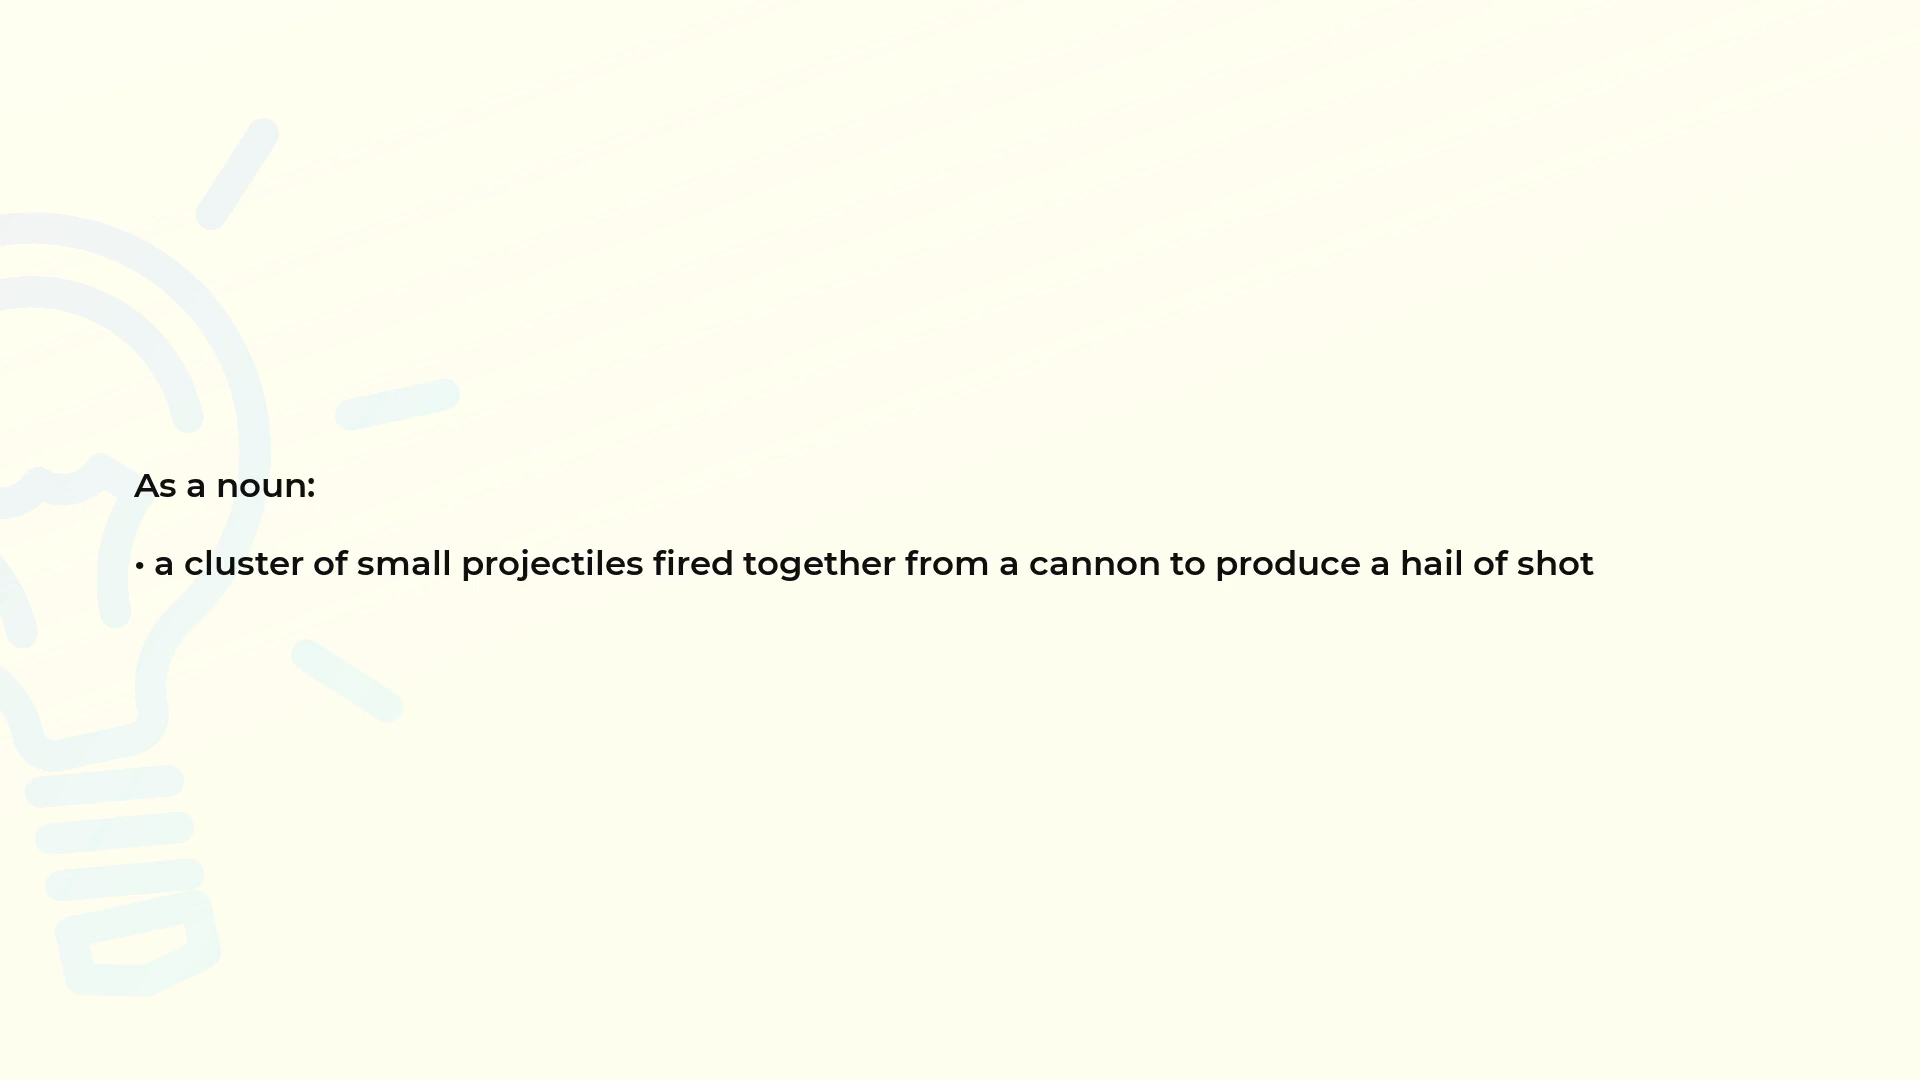 As a noun:
• a cluster of small projectiles fired together from a cannon to produce a hail of shot